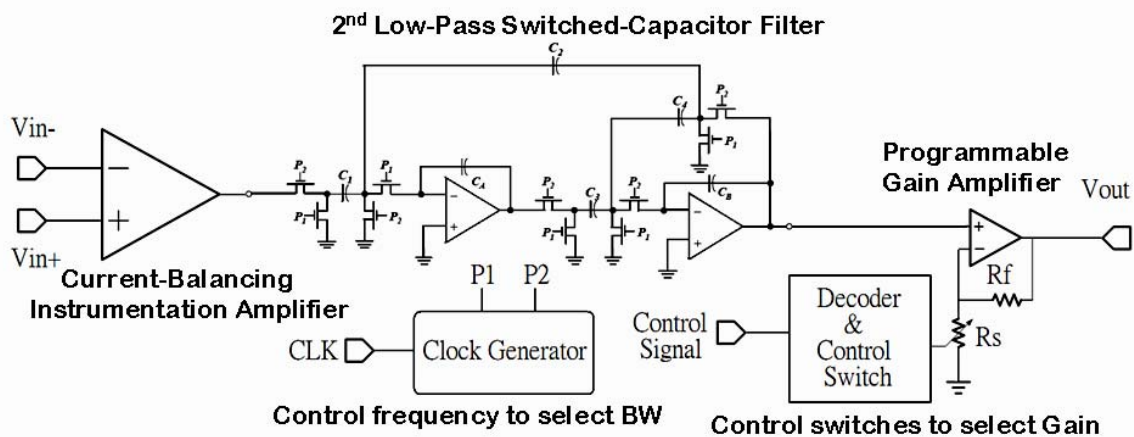 2nd Low-Pass Switched-Capacitor Filter
C2
P2
C4
P1
Vin-
Vin+
P2
C1
P1
P1
P2
CA
P2
C3
P2
P1
P1
CB
Current-Balancing
Instrumentation Amplifier
Programmable
Gain Amplifier
Vout
Rf
Rs
P1 P2
CLK
Clock Generator
Control frequency to select BW
Control
Signal
Decoder
&
Control
Switch
Control switches to select Gain